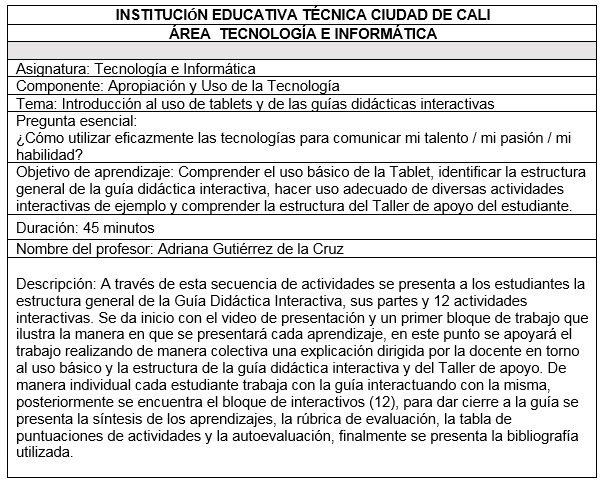 INSTITUCIóN EDUCATIVA TÉCNICA CIUDAD DE CALI
ÁREA TECNOLOGÍA E INFORMÁTICA
Asignatura: Tecnología e Informática
Componente: Apropiación y Uso de la Tecnología
Tema: Introducción al uso de tablets y de las guías didácticas interactivas
Pregunta esencial:
¿Cómo utilizar eficazmente las tecnologías para comunicar mi talento / mi pasión / mi
habilidad?
Objetivo de aprendizaje: Comprender el uso básico de la Tablet, identificar la estructura
general de la guía didáctica interactiva, hacer uso adecuado de diversas actividades
interactivas de ejemplo y comprender la estructura del Taller de apoyo del estudiante.
Duración: 45 minutos
Nombre del profesor: Adriana Gutiérrez de la Cruz
Descripción: A través de esta secuencia de actividades se presenta a los estudiantes la
estructura general de la Guía Didáctica Interactiva, sus partes y 12 actividades
interactivas. Se da inicio con el video de presentación y un primer bloque de trabajo que
ilustra la manera en que se presentará cada aprendizaje, en este punto se apoyará el
trabajo realizando de manera colectiva una explicación dirigida por la docente en torno
al uso básico y la estructura de la guía didáctica interactiva y del Taller de apoyo. De
manera individual cada estudiante trabaja con la guía interactuando con la misma,
posteriormente se encuentra el bloque de interactivos (12), para dar cierre a la guía se
presenta la síntesis de los aprendizajes, la rúbrica de evaluación, la tabla de
puntuaciones de actividades y la autoevaluación, finalmente se presenta la bibliografía
utilizada.